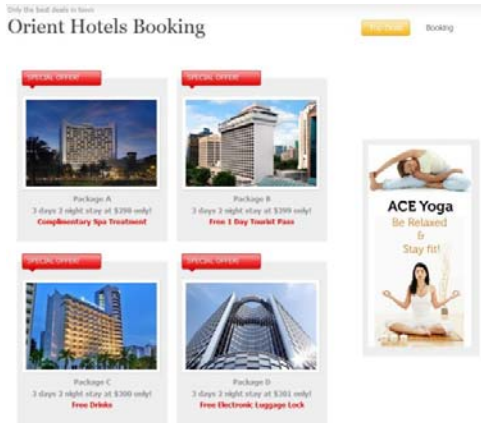 Only the best deals in town
Orient Hotels Booking
Top Deals
Booking
SPECIAL OFFER!
SPECIAL OFFER!
Package A
3 days 2 night stay at $298 only!
Complimentary Spa Treatment
Package B
3 days 2 night stay at $299 only!
Free 1 Day Tourist Pass
ACE Yoga
Be Relaxed
&
Stay fit!
SPECIAL OFFER!
SPECIAL OFFER!
Package C
3 days 2 night stay at $300 only!
Free Drinks
Package D
3 days 2 night stay at $301 only!
Free Electronic Luggage Lock